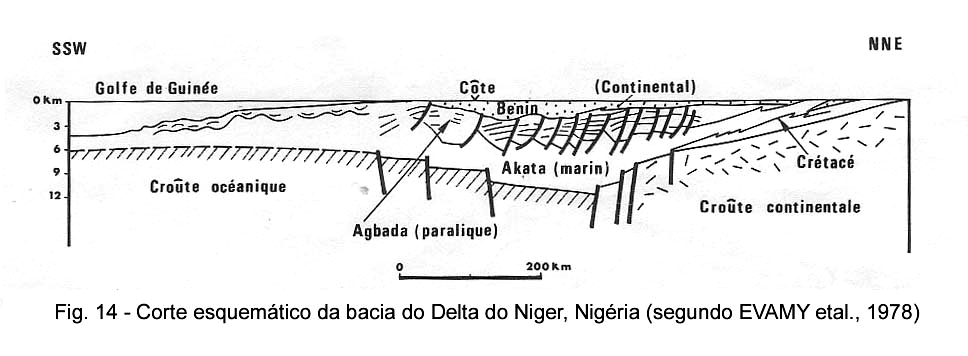 SSW
NNE
Golfe de Guinée
Côte
(Continental)
0 km
Benin
3
6
Akata (marin)
Crétacé
9
Croûte océanique
12
Croûte continentale
Agbada (paralique)
0 200 km
Fig. 14 - Corte esquemático da bacia do Delta do Niger, Nigéria (segundo EVAMY etal., 1978)